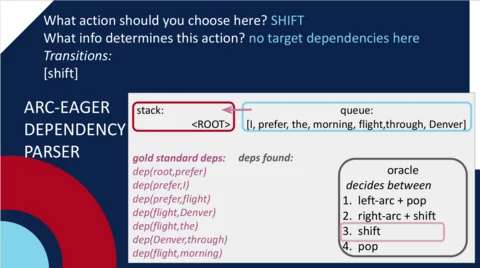 What action should you choose here? SHIFT
What info determines this action? no target dependencies here
Transitions:
[shift]
ARC-EAGER
DEPENDENCY
PARSER
stack:
<ROOT>
queue:
[I, prefer, the, morning, flight,through, Denver]
gold standard deps:
dep(root,prefer)
dep(prefer,I)
dep(prefer,flight)
dep(flight,Denver)
dep(flight,the)
dep(Denver,through)
dep(flight,morning)
deps found:
oracle
decides between
1. left-arc + pop
2. right-arc + shift
3. shift
4. pop